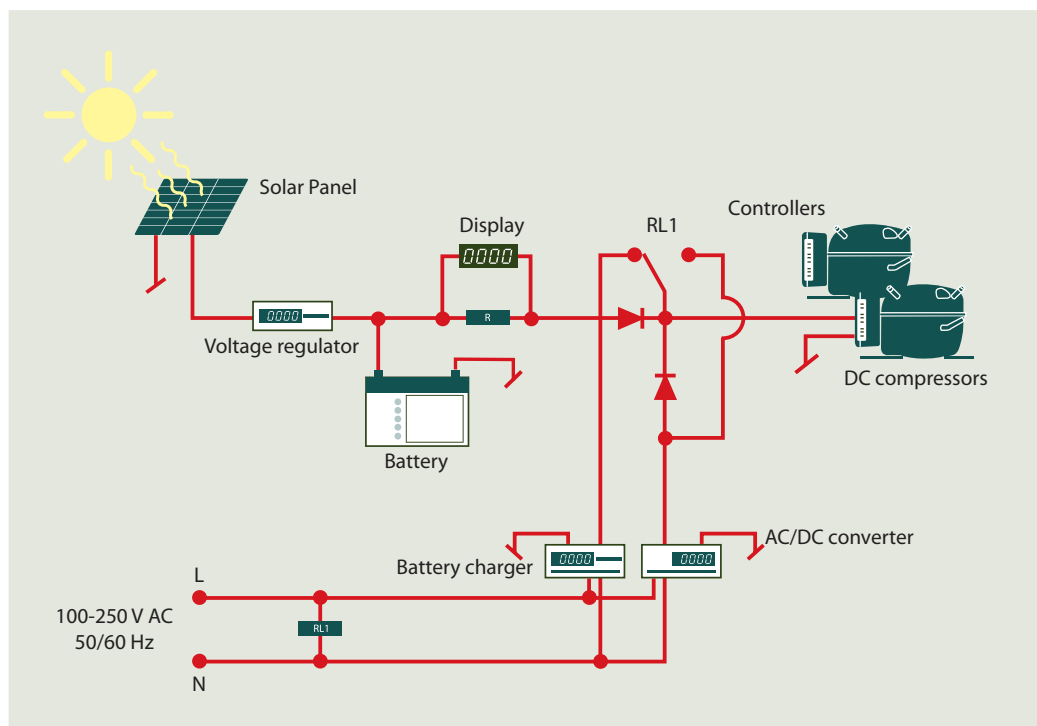 Solar Panel
Controllers
Display
RL1
0000
0000
R
Voltage regulator
DC compressors
Battery
AC/DC converter
0000
0000
Battery charger
L
100-250 V AC
50/60 Hz
RL1
N